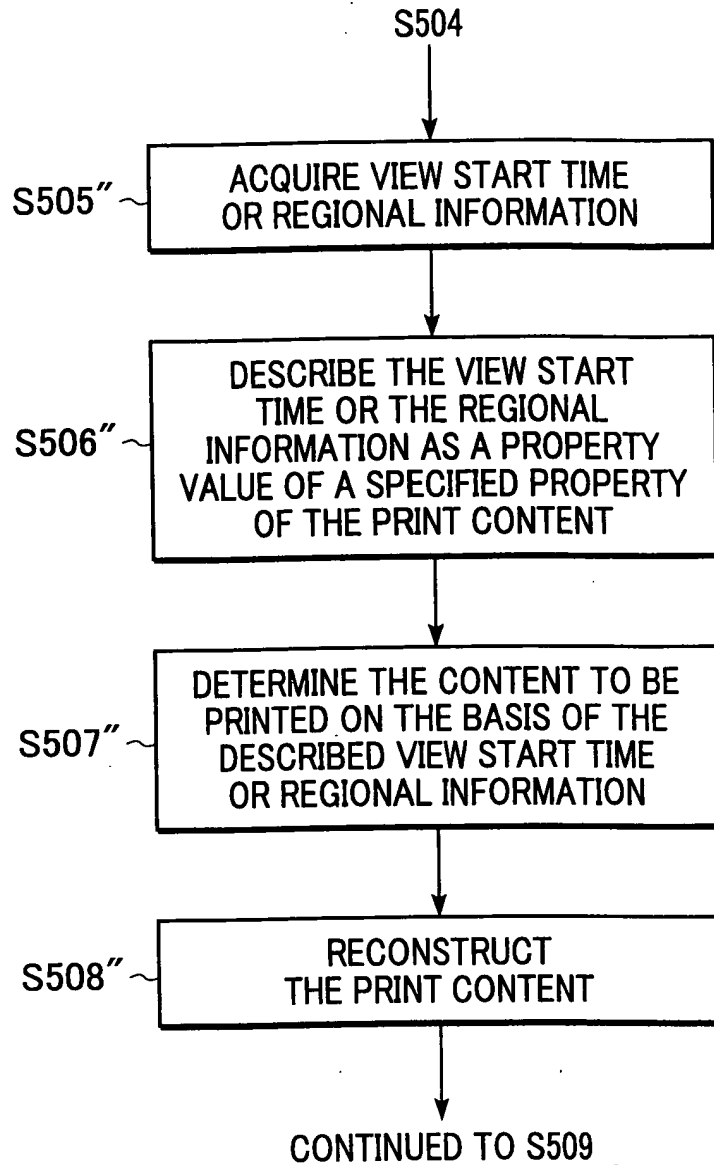 S504
S505″
ACQUIRE VIEW START TIME
OR REGIONAL INFORMATION
S506″
DESCRIBE THE VIEW START
TIME OR THE REGIONAL
INFORMATION AS A PROPERTY
VALUE OF A SPECIFIED PROPERTY
OF THE PRINT CONTENT
S507″
DETERMINE THE CONTENT TO BE
PRINTED ON THE BASIS OF THE
DESCRIBED VIEW START TIME
OR REGIONAL INFORMATION
S508″
RECONSTRUCT
THE PRINT CONTENT
CONTINUED TO S509